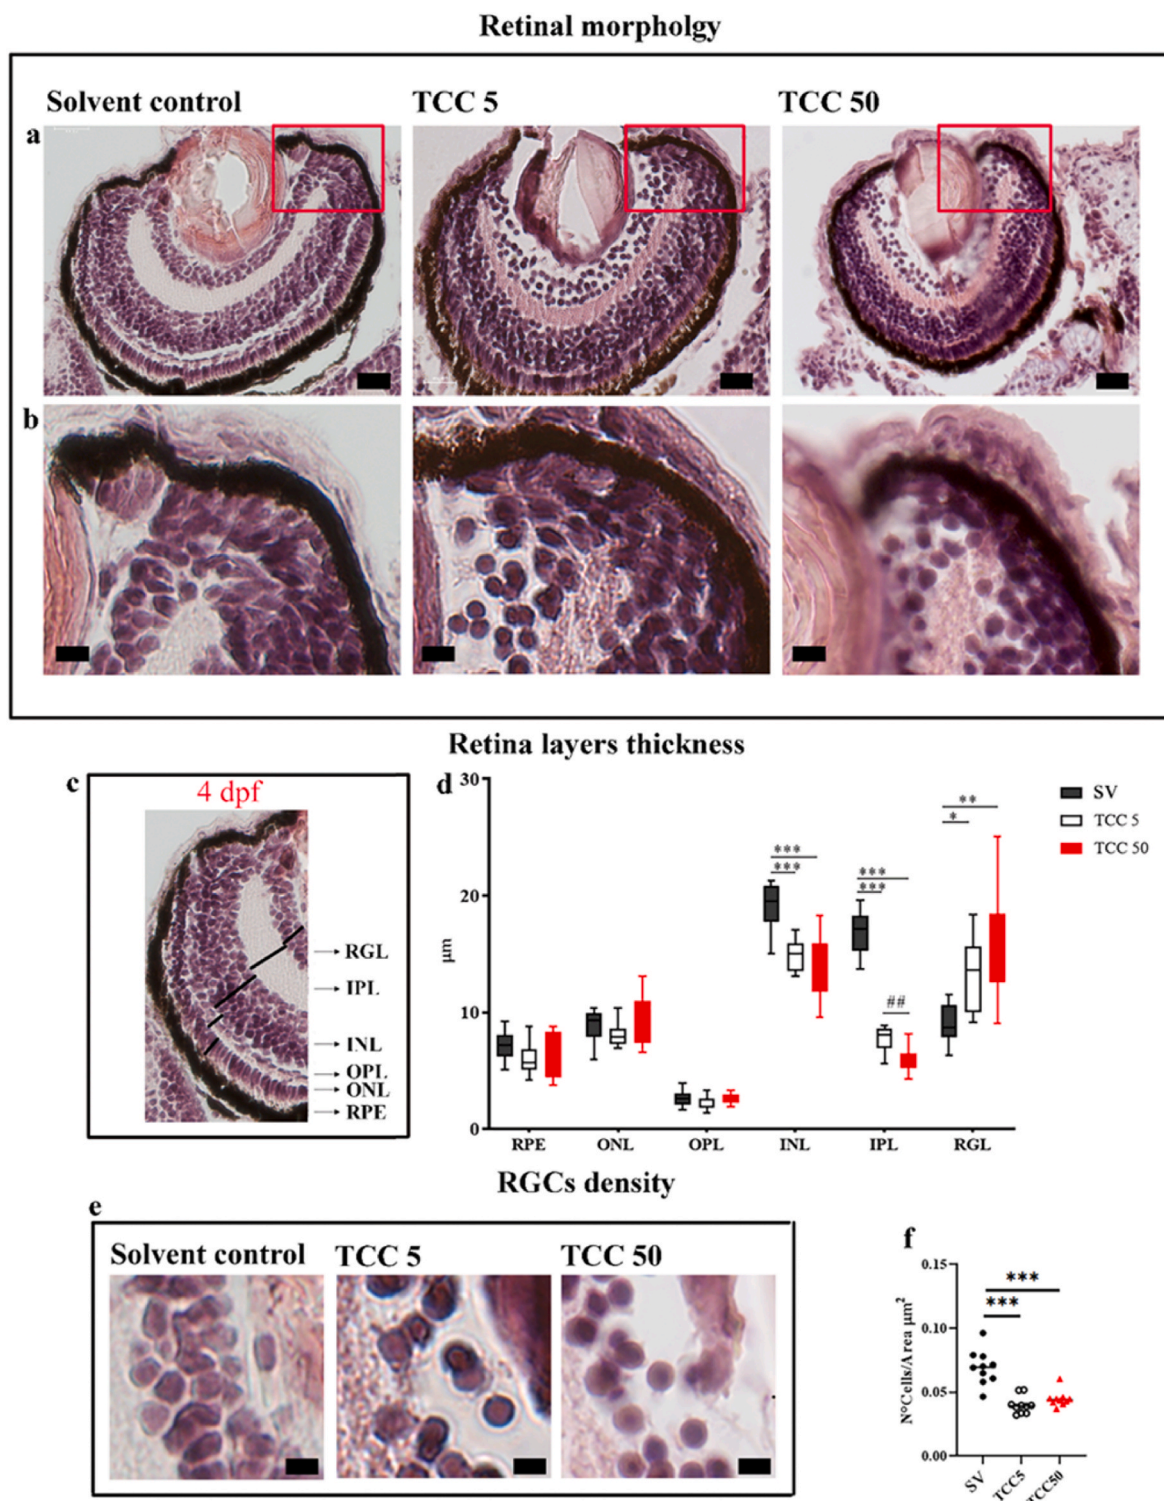 Retinal morpholgy
Solvent control TCC 5 TCC 50
a
b
Retina layers thickness
c
4 dpf
RGL
IPL
INL
OPL
ONL
RPE
d
30
20
10
0
µm
***
***
***
***
##
*
**
RPE ONL OPL INL IPL RGL
SV
TCC 5
TCC 50
RGCs density
e
Solvent control TCC 5 TCC 50
f
0.15
0.10
0.05
0.00
N°Cells/Area µm²
***
***
SV TCC5 TCC50